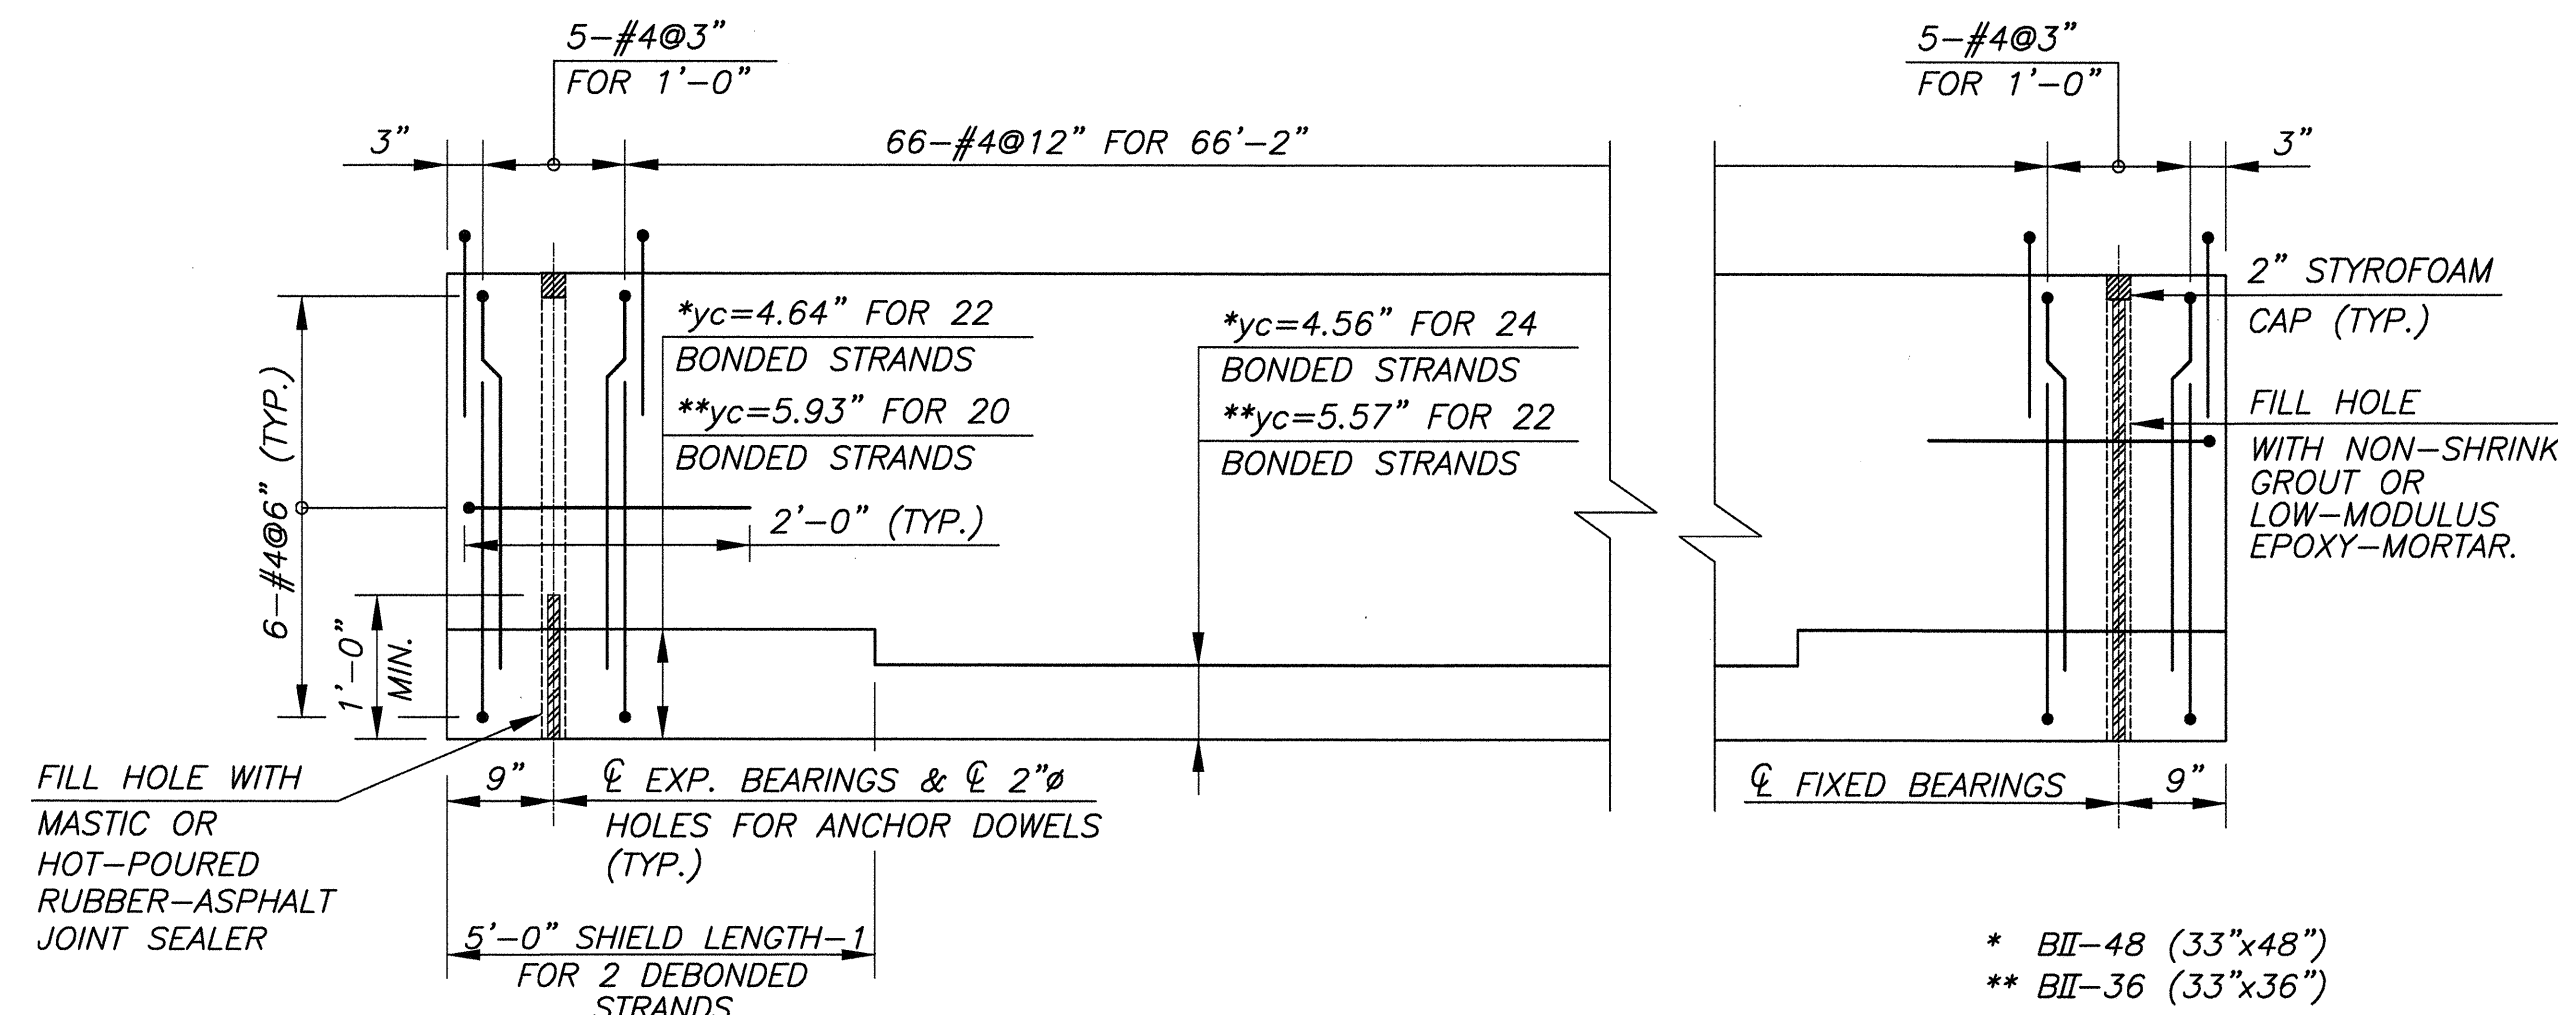 5-#4@3"
FOR 1'-0"
5-#4@3"
FOR 1'-0"
3"
66-#4@12" FOR 66'-2"
3"
*yc=4.64" FOR 22
BONDED STRANDS
**yc=5.93" FOR 20
BONDED STRANDS
*yc=4.56" FOR 24
BONDED STRANDS
**yc=5.57" FOR 22
BONDED STRANDS
2" STYROFOAM
CAP (TYP.)
FILL HOLE
WITH NON-SHRINK
GROUT OR
LOW-MODULUS
EPOXY-MORTAR.
6-#4@6" (TYP.)
2'-0" (TYP.)
1'-0"
MIN.
FILL HOLE WITH
MASTIC OR
HOT-POURED
RUBBER-ASPHALT
JOINT SEALER
9"
℄ EXP. BEARINGS & ℄ 2"ø
HOLES FOR ANCHOR DOWELS
(TYP.)
℄ FIXED BEARINGS
9"
5'-0" SHIELD LENGTH-1
FOR 2 DEBONDED
STRANDS
* BII-48 (33"x48")
** BII-36 (33"x36")